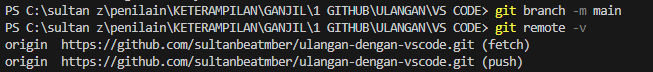 PS C:\sultan z\penilain\KETERAMPILAN\GANJIL\1 GITHUB\ULANGAN\VS CODE> git branch -m main
PS C:\sultan z\penilain\KETERAMPILAN\GANJIL\1 GITHUB\ULANGAN\VS CODE> git remote -v
origin  https://github.com/sultanbeatmber/ulangan-dengan-vscode.git (fetch)
origin  https://github.com/sultanbeatmber/ulangan-dengan-vscode.git (push)